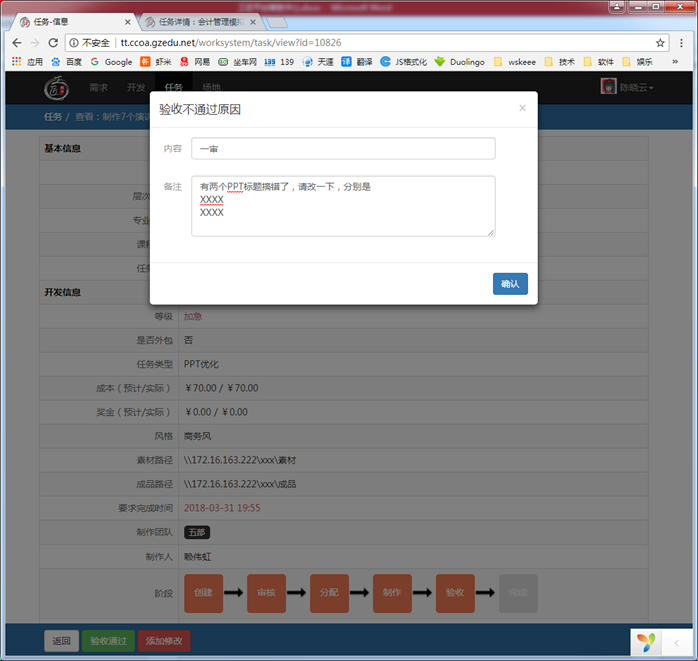 任务-信息
任务详情：会计管理模拟
不安全 tt.ccoa.gzedu.net/worksystem/task/view?id=10826
应用 百度 Google 虾米 网易 坐车网 139 139 天涯 翻译 JS格式化 Duolingo wskeee 技术 软件 娱乐 »
需求 开发 任务 场地 陈晓云
任务 / 查看：制作7个演
验收不通过原因
×
内容 一审
备注 有两个PPT标题搞错了，请改一下，分别是
XXXX
XXXX
确认
基本信息
层次
专业
课程
任务
开发信息
等级 加急
是否外包 否
任务类型 PPT优化
成本（预计/实际） ￥70.00 / ￥70.00
奖金（预计/实际） ￥0.00 / ￥0.00
风格 商务风
素材路径 \\172.16.163.222\xxx\素材
成品路径 \\172.16.163.222\xxx\成品
要求完成时间 2018-03-31 19:55
制作团队 五部
制作人 赖伟虹
阶段 创建 审核 分配 制作 验收 完成
返回 验收通过 添加修改